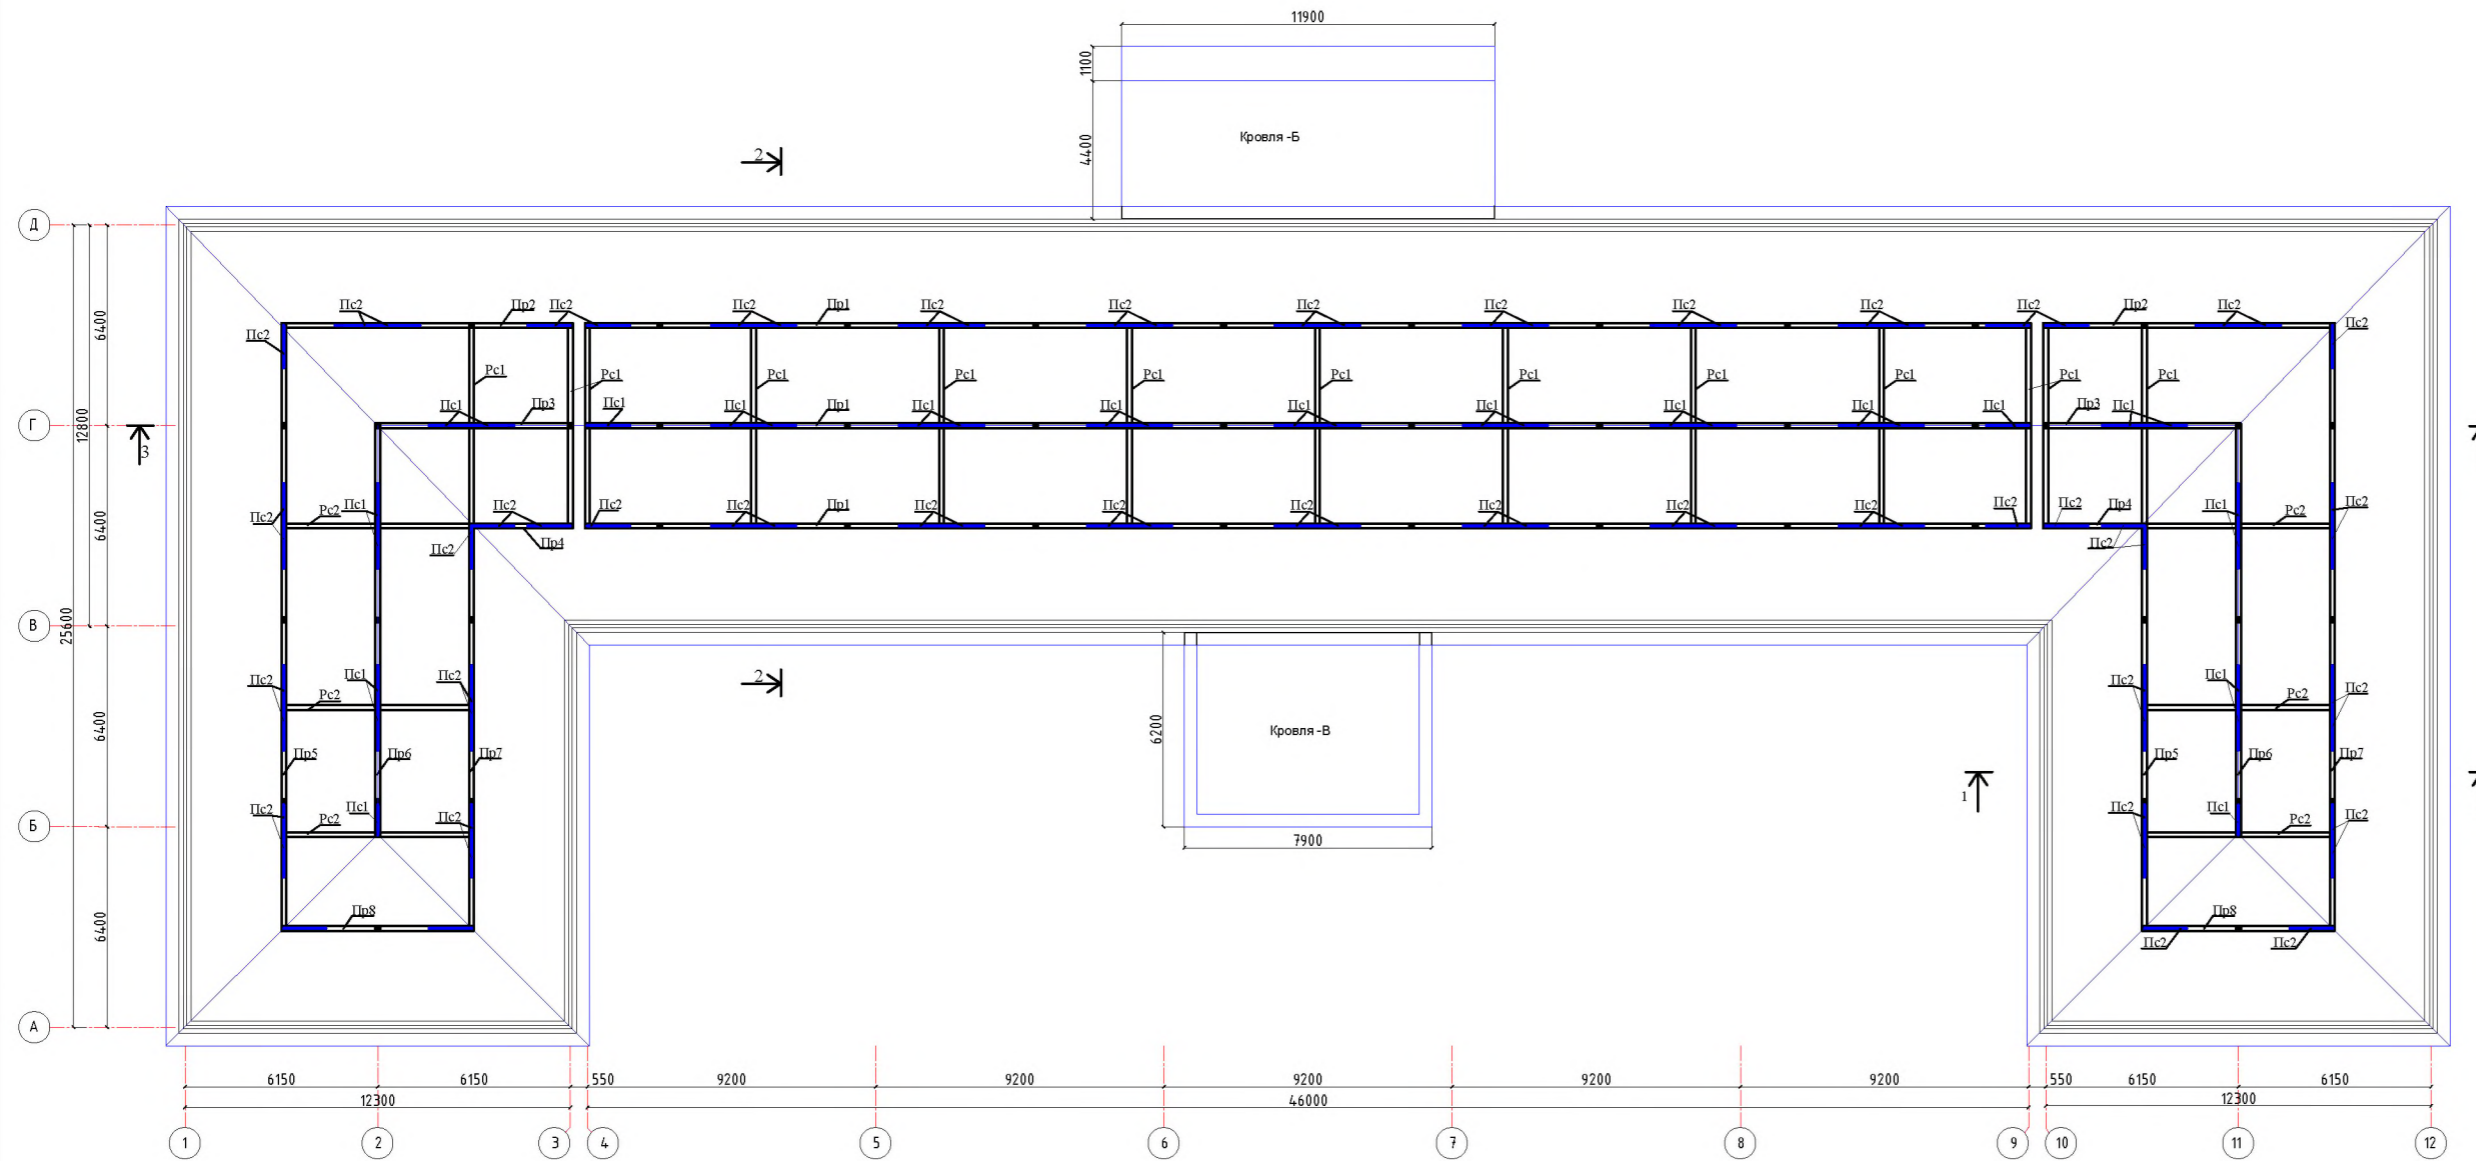 11900
1100
4400
Кровля -Б
2
Д
Пс2 Пр2 Пс2 Пс2 Пр1 Пс2 Пс2 Пс2 Пс2 Пс2 Пс2 Пс2 Пр2 Пс2
Пс2 Пс2
6400
Рс1 Рс1 Рс1 Рс1 Рс1 Рс1 Рс1 Рс1 Рс1 Рс1 Рс1
Пс1 Пр3 Пс1 Пс1 Пр1 Пс1 Пс1 Пс1 Пс1 Пс1 Пс1 Пс1 Пр3 Пс1
Г
12800
3
Пс2 Рс2 Пс1 Пс2 Пс2 Пс2 Пр1 Пс2 Пс2 Пс2 Пс2 Пс2 Пс2 Пс2 Пс2 Пр4 Пс1 Рс2 Пс2
6400
Пс2 Пр4 Пс2
В
25600
Пс2 Рс2 Пс1 Пс2 2 Пс2 Пс1 Рс2 Пс2
6400
6200
Кровля -В
Пр5 Пр6 Пр7 Пр5 Пр6 Пр7
1
Пс2 Рс2 Пс1 Пс2 Пс2 Пс1 Рс2 Пс2
Б
7900
6400
Пр8 Пр8
Пс2 Пс2
А
6150 6150 550 9200 9200 9200 9200 9200 550 6150 6150
12300 46000 12300
1 2 3 4 5 6 7 8 9 10 11 12